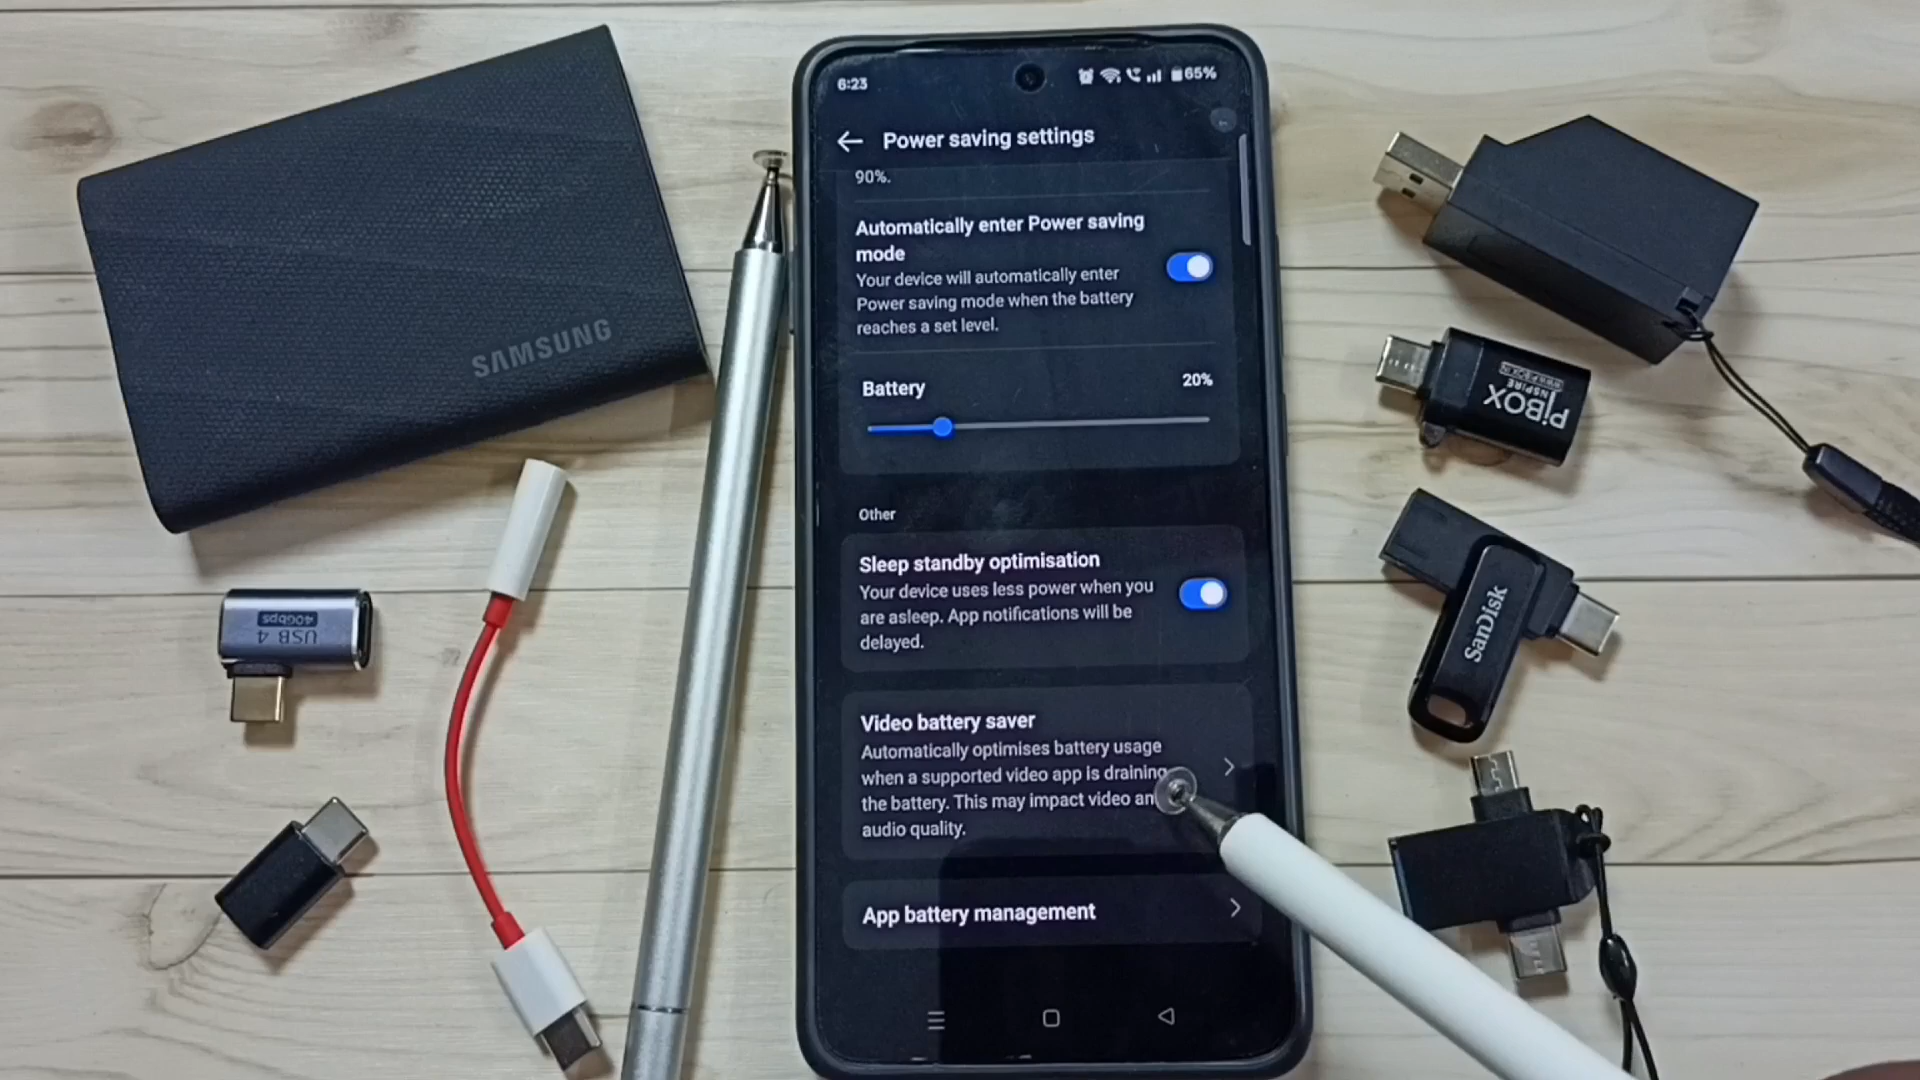 6:23
65%
Power saving settings
90%.
Automatically enter Power saving
mode
Your device will automatically enter
Power saving mode when the battery
reaches a set level.
Battery
20%
Other
Sleep standby optimisation
Your device uses less power when you
are asleep. App notifications will be
delayed.
Video battery saver
Automatically optimises battery usage
when a supported video app is draining
the battery. This may impact video an
audio quality.
App battery management
SAMSUNG
USB 4
40Gbps
PiBOX
INSPIRE
WWW.PIBOX.IN
SanDisk